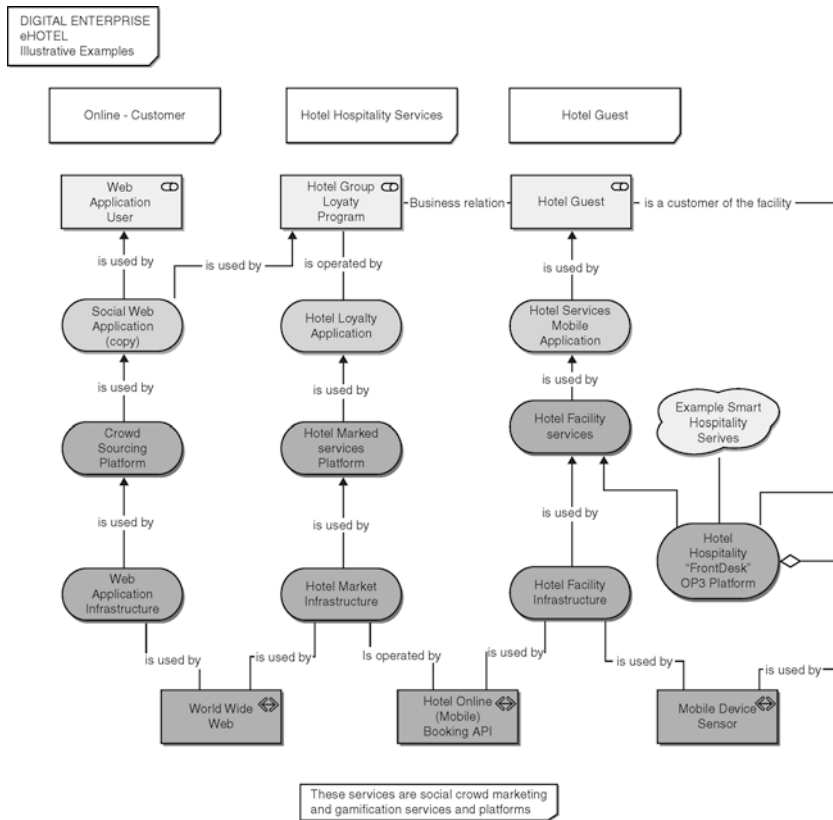 DIGITAL ENTERPRISE
eHOTEL
Illustrative Examples
Online - Customer
Hotel Hospitality Services
Hotel Guest
Web
Application
User
Hotel Group
Loyaty
Program
Business relation
Hotel Guest
is a customer of the facility
is used by
is used by
is operated by
is used by
Social Web
Application
(copy)
Hotel Loyalty
Application
Hotel Services
Mobile
Application
is used by
is used by
is used by
Crowd
Sourcing
Platform
Hotel Marked
services
Platform
Hotel Facility
services
Example Smart
Hospitality
Serives
is used by
is used by
is used by
Hotel
Hospitality
“FrontDesk”
OP3 Platform
Web
Application
Infrastructure
Hotel Market
Infrastructure
Hotel Facility
Infrastructure
is used by
is used by
Is operated by
is used by
is used by
is used by
World Wide
Web
Hotel Online
(Mobile)
Booking API
Mobile Device
Sensor
These services are social crowd marketing
and gamification services and platforms